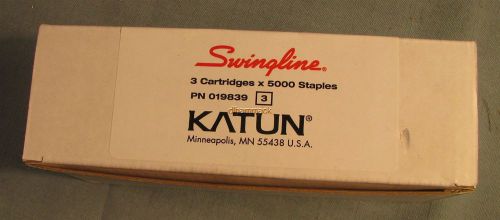 Swingline®
3 Cartridges x 5000 Staples
PN 019839 3
KATUN®
Minneapolis, MN 55438 U.S.A.